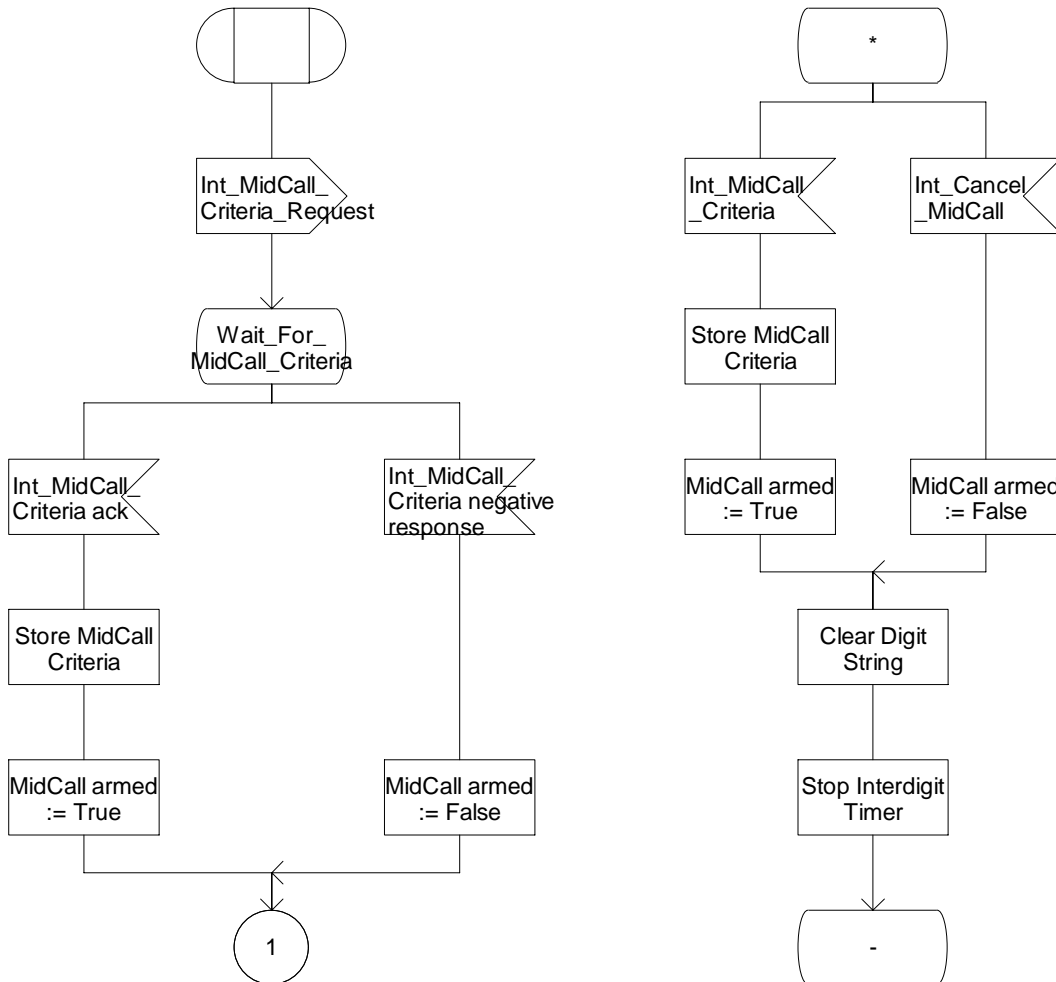 Int_MidCall_
Criteria_Request
Wait_For_
MidCall_Criteria
Int_MidCall_
Criteria ack
Int_MidCall_
Criteria negative
response
Store MidCall
Criteria
MidCall armed
:= True
MidCall armed
:= False
1
*
Int_MidCall
_Criteria
Int_Cancel
_MidCall
Store MidCall
Criteria
MidCall armed
:= True
MidCall armed
:= False
Clear Digit
String
Stop Interdigit
Timer
-